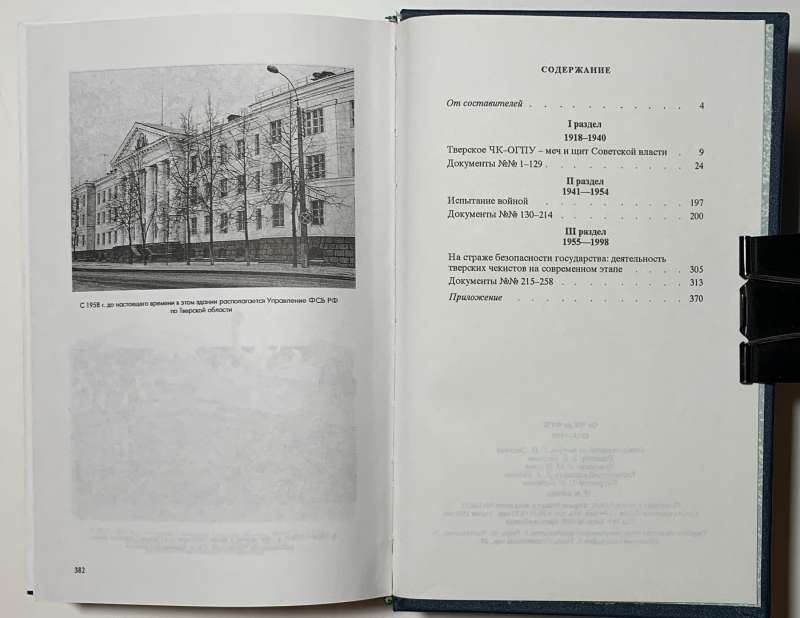 С 1958 г. до настоящего времени в этом здании располагается Управление ФСБ РФ
по Тверской области
382
СОДЕРЖАНИЕ
От составителей . . . . . . . . . . . 4
I раздел
1918–1940
Тверское ЧК–ОГПУ – меч и щит Советской власти . 9
Документы №№ 1–129 . . . . . . . . . . 24
II раздел
1941—1954
Испытание войной . . . . . . . . . . 197
Документы №№ 130–214 . . . . . . . . . 200
III раздел
1955—1998
На страже безопасности государства: деятельность
тверских чекистов на современном этапе . . . . 305
Документы №№ 215–258 . . . . . . . . . 313
Приложение . . . . . . . . . . . . 370